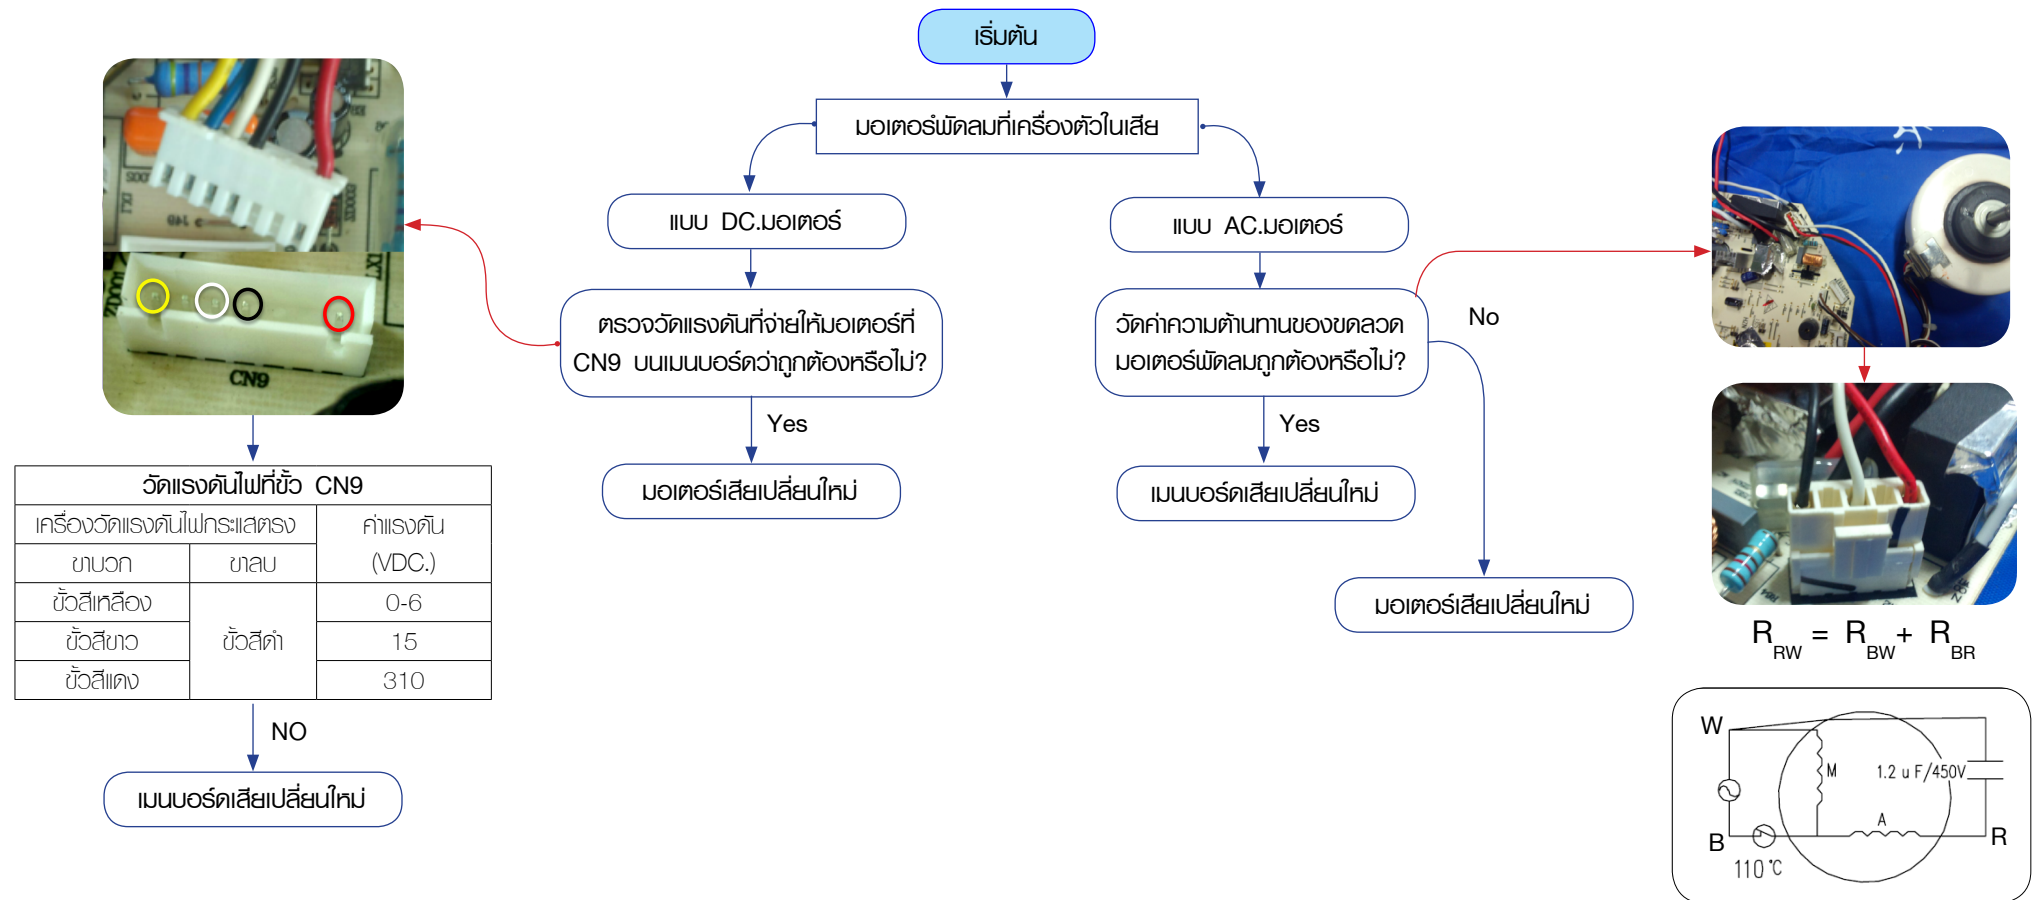 เริ่มต้น
มอเตอร์พัดลมที่เครื่องตัวในเสีย
แบบ DC.มอเตอร์
แบบ AC.มอเตอร์
ตรวจวัดแรงดันที่จ่ายให้มอเตอร์ที่
CN9 บนเมนบอร์ดว่าถูกต้องหรือไม่?
วัดค่าความต้านทานของขดลวด
มอเตอร์พัดลมถูกต้องหรือไม่?
No
Yes
Yes
มอเตอร์เสียเปลี่ยนใหม่
เมนบอร์ดเสียเปลี่ยนใหม่
มอเตอร์เสียเปลี่ยนใหม่
CN9
วัดแรงดันไฟที่ขั้ว CN9
เครื่องวัดแรงดันไฟกระแสตรง
ค่าแรงดัน
(VDC.)
ขาบวก
ขาลบ
ขั้วสีเหลือง
0-6
ขั้วสีขาว
ขั้วสีดำ
15
ขั้วสีแดง
310
NO
เมนบอร์ดเสียเปลี่ยนใหม่
R RW = R BW + R BR
W
M
1.2 u F/450V
A
B
R
110 °C